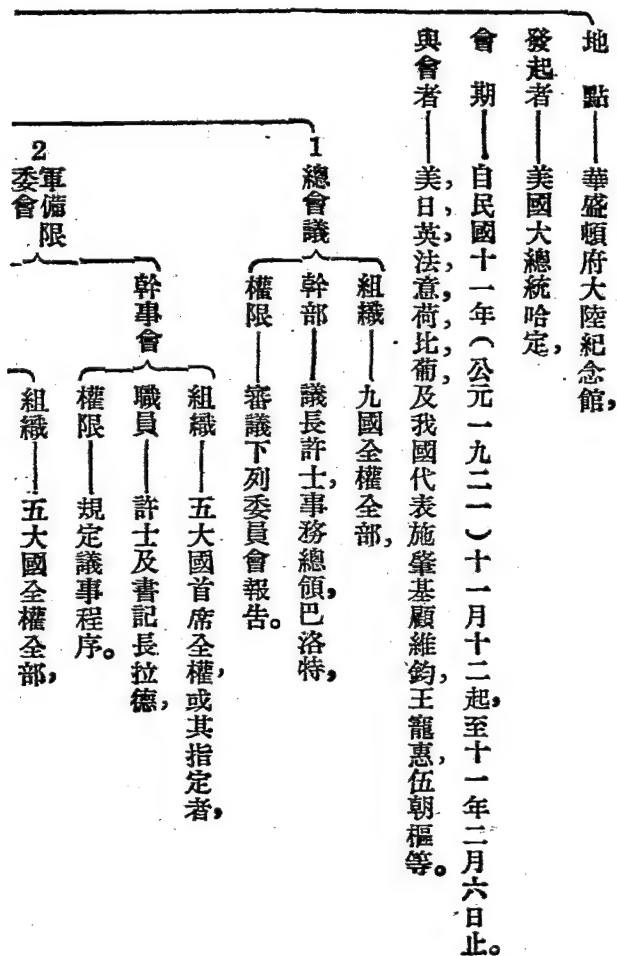 地點——華盛頓府大陸紀念館,
發起者——美國大總統哈定,
會期——自民國十一年(公元一九二一)十一月十二起,至十一年二月六日止。
與會者——美,日,英,法,意,荷,比,葡,及我國代表施肇基顧維鈞,王寵惠,伍朝樞等。
1 總會議
組織——九國全權全部,
幹部——議長許士,事務總領,巴洛特,
權限——審議下列委員會報告。
2 軍備限委會
幹事會
組織——五大國首席全權,或其指定者,
職員——許士及書記長拉德,
權限——規定議事程序。
組織——五大國全權全部,